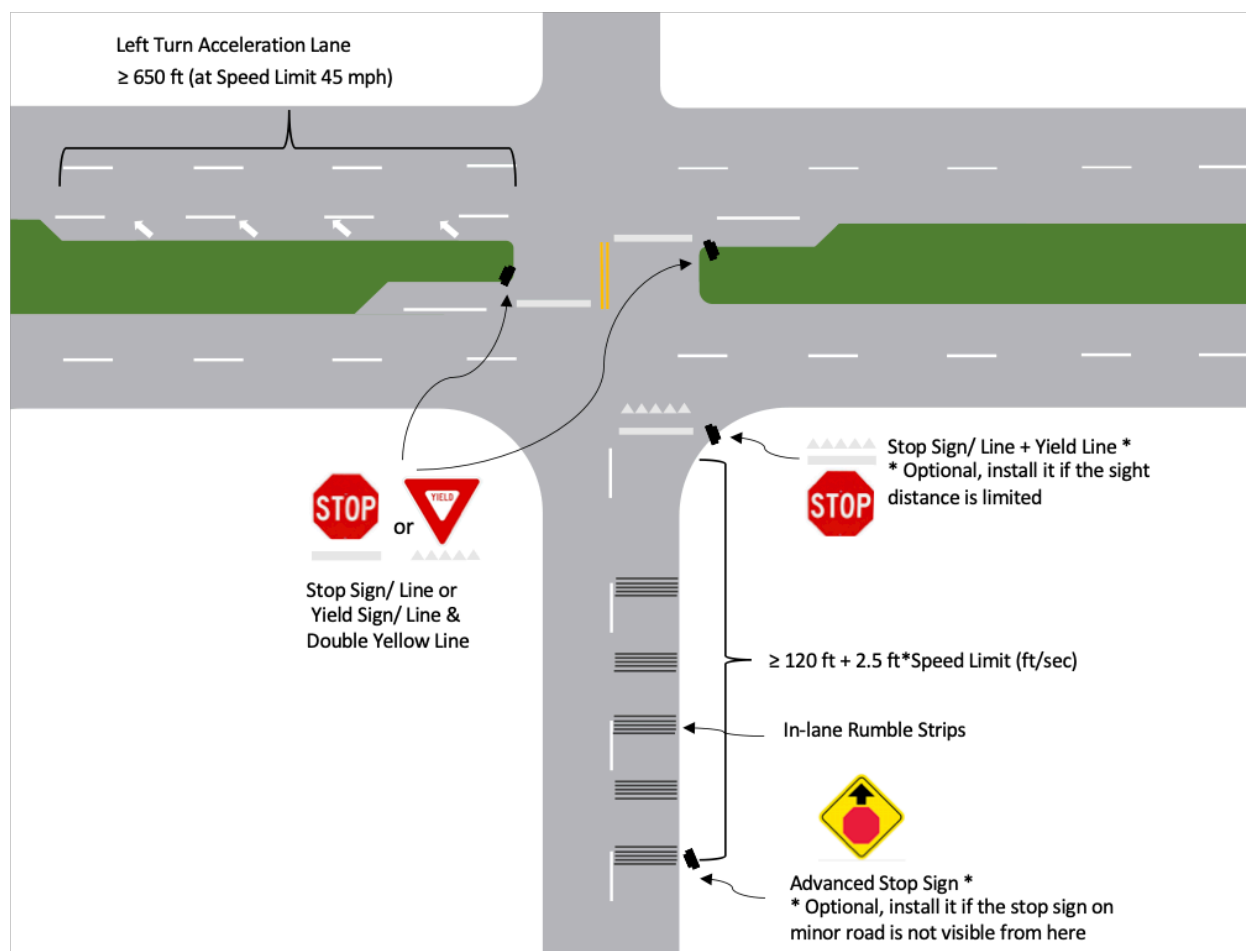 Left Turn Acceleration Lane
≥ 650 ft (at Speed Limit 45 mph)
Stop Sign/ Line + Yield Line *
* Optional, install it if the sight
distance is limited
STOP
STOP
or
YIELD
Stop Sign/ Line or
Yield Sign/ Line &
Double Yellow Line
≥ 120 ft + 2.5 ft*Speed Limit (ft/sec)
In-lane Rumble Strips
Advanced Stop Sign *
* Optional, install it if the stop sign on
minor road is not visible from here